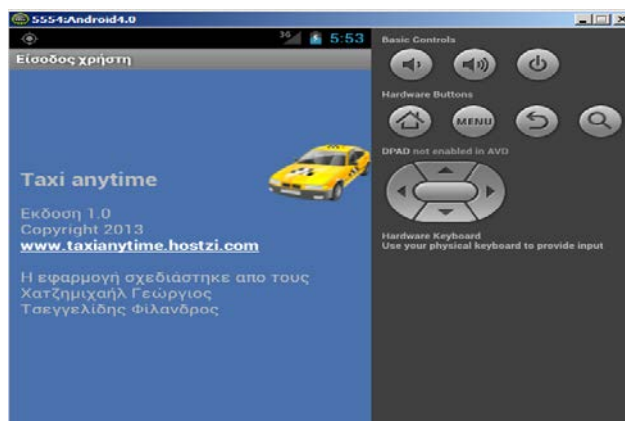 5554:Android4.0
3G 5:53
Είσοδος χρήστη
Taxi anytime
Εκδοση 1.0
Copyright 2013
www.taxianytime.hostzi.com
Η εφαρμογή σχεδιάστηκε απο τους
Χατζημιχαήλ Γεώργιος
Τσεγγελίδης Φίλανδρος
Basic Controls
Hardware Buttons
MENU
DPAD not enabled in AVD
Hardware Keyboard
Use your physical keyboard to provide input